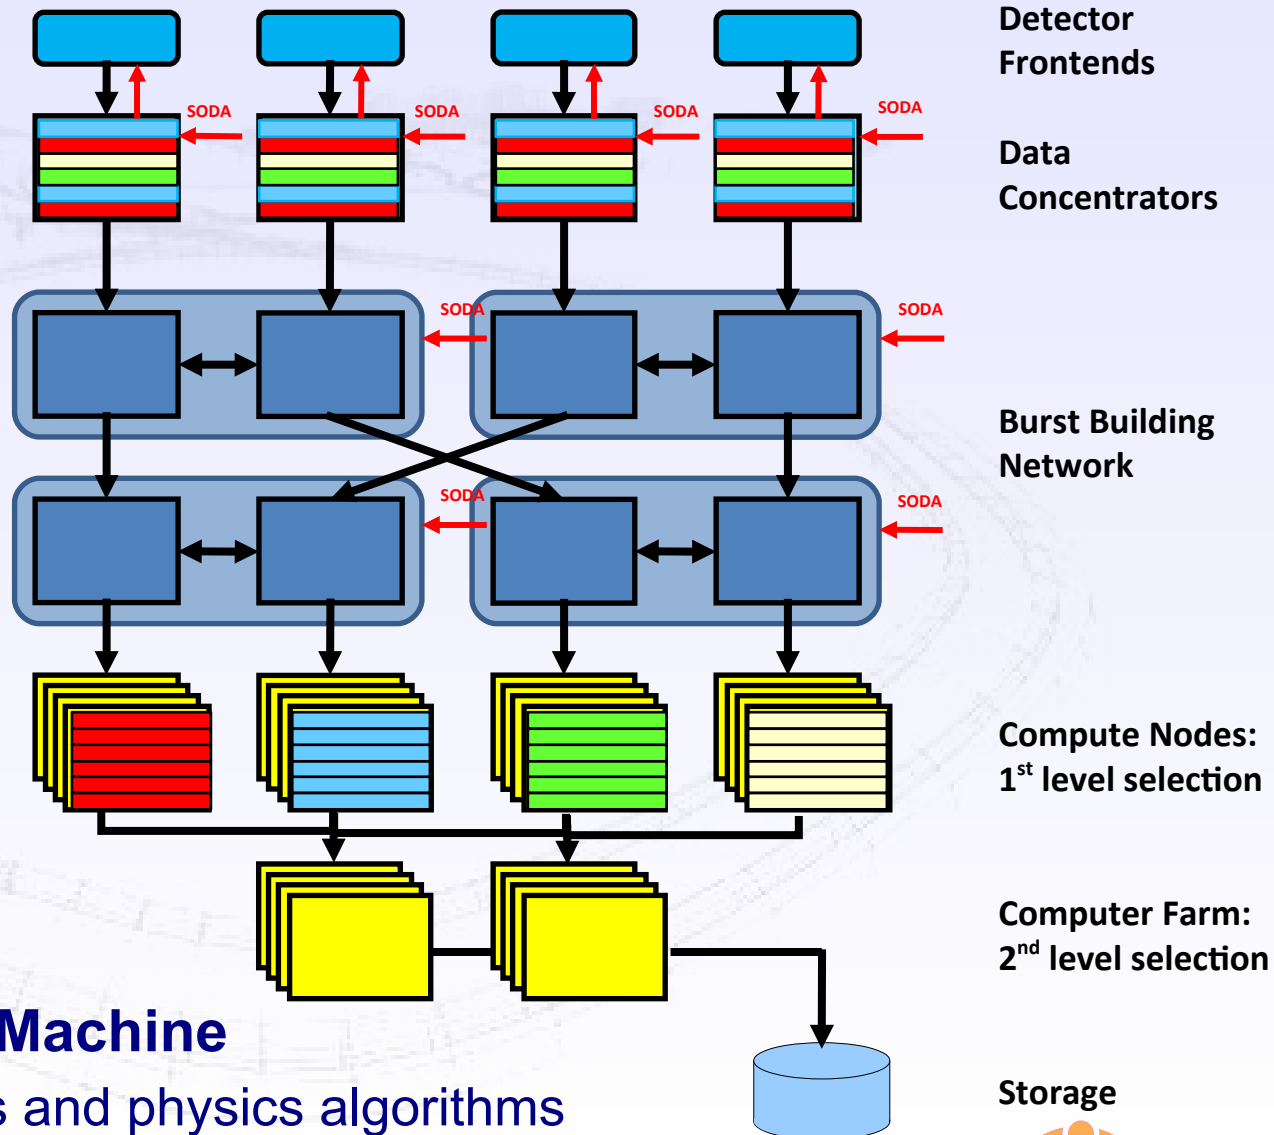 Detector
Frontends
SODA
SODA
SODA
SODA
Data
Concentrators
SODA
SODA
Burst Building
Network
SODA
SODA
Compute Nodes:
1st level selection
Computer Farm:
2nd level selection
Machine
s and physics algorithms
Storage